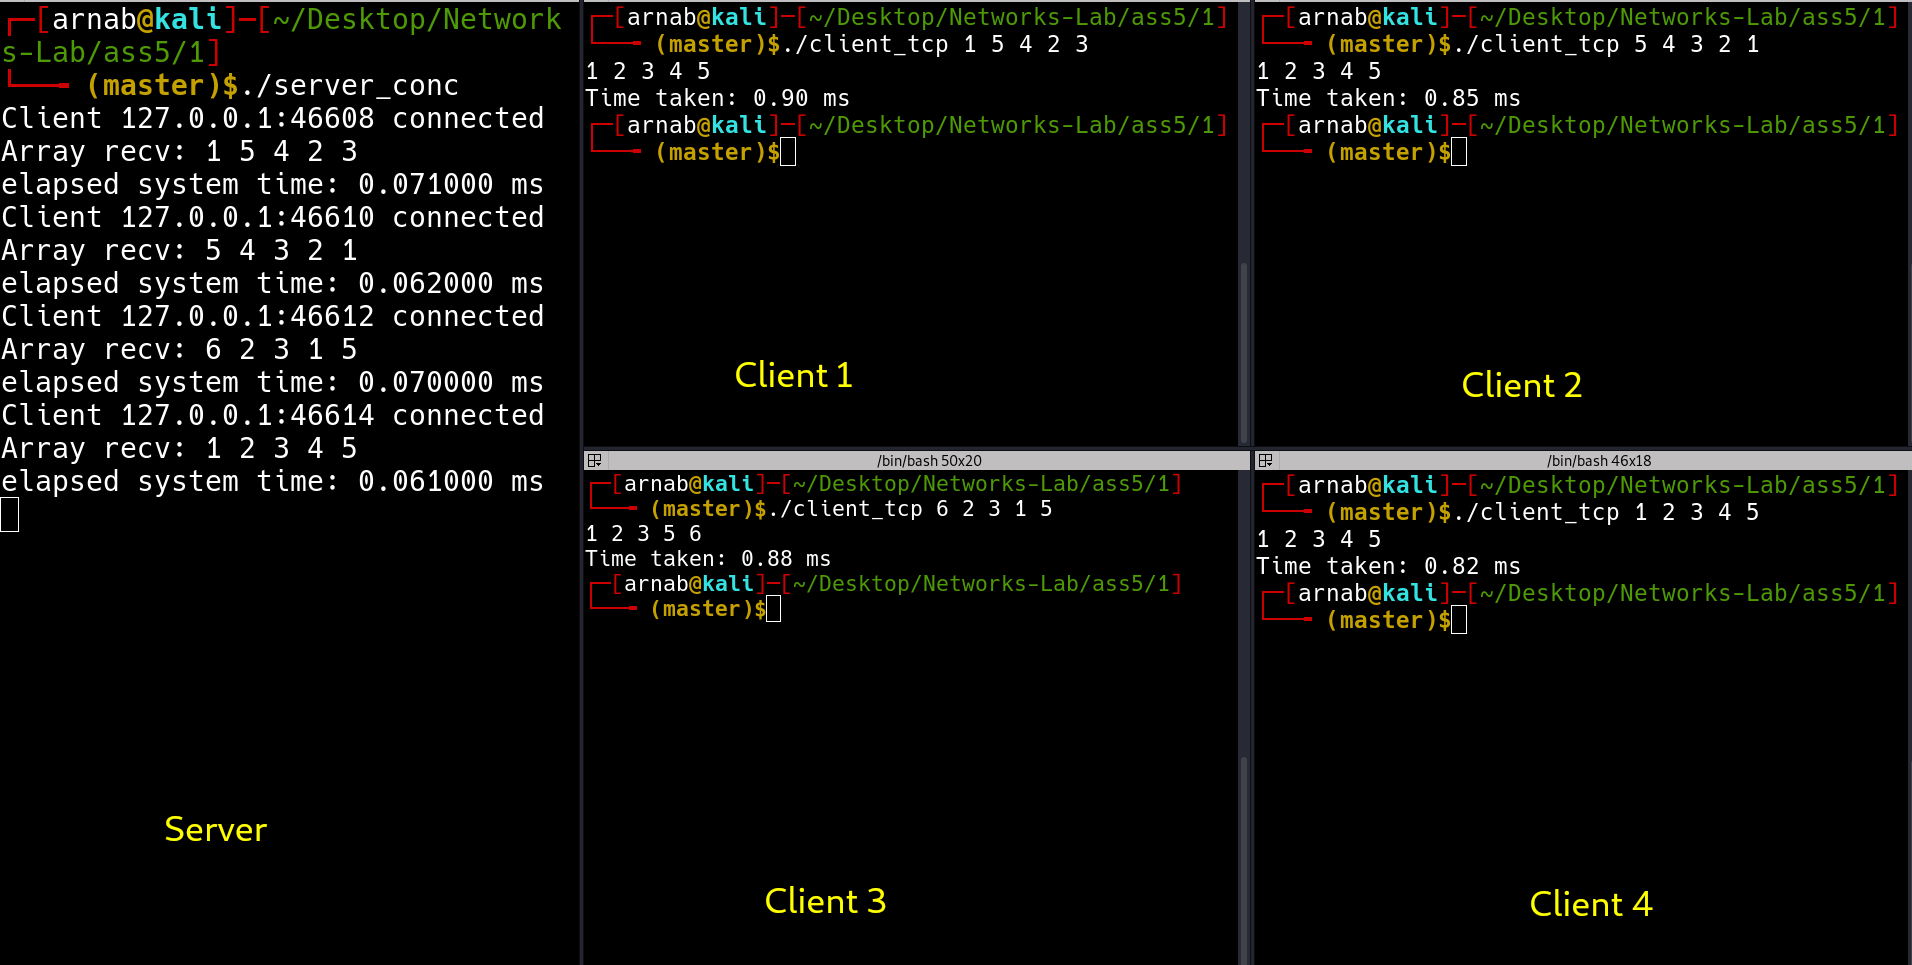 ┌─[arnab@kali]─[~/Desktop/Network
s-Lab/ass5/1]
└──╼ (master)$./server_conc
Client 127.0.0.1:46608 connected
Array recv: 1 5 4 2 3
elapsed system time: 0.071000 ms
Client 127.0.0.1:46610 connected
Array recv: 5 4 3 2 1
elapsed system time: 0.062000 ms
Client 127.0.0.1:46612 connected
Array recv: 6 2 3 1 5
elapsed system time: 0.070000 ms
Client 127.0.0.1:46614 connected
Array recv: 1 2 3 4 5
elapsed system time: 0.061000 ms
Server
┌─[arnab@kali]─[~/Desktop/Networks-Lab/ass5/1]
└──╼ (master)$./client_tcp 1 5 4 2 3
1 2 3 4 5
Time taken: 0.90 ms
┌─[arnab@kali]─[~/Desktop/Networks-Lab/ass5/1]
└──╼ (master)$
Client 1
┌─[arnab@kali]─[~/Desktop/Networks-Lab/ass5/1]
└──╼ (master)$./client_tcp 5 4 3 2 1
1 2 3 4 5
Time taken: 0.85 ms
┌─[arnab@kali]─[~/Desktop/Networks-Lab/ass5/1]
└──╼ (master)$
Client 2
/bin/bash 50x20
┌─[arnab@kali]─[~/Desktop/Networks-Lab/ass5/1]
└──╼ (master)$./client_tcp 6 2 3 1 5
1 2 3 5 6
Time taken: 0.88 ms
┌─[arnab@kali]─[~/Desktop/Networks-Lab/ass5/1]
└──╼ (master)$
Client 3
/bin/bash 46x18
┌─[arnab@kali]─[~/Desktop/Networks-Lab/ass5/1]
└──╼ (master)$./client_tcp 1 2 3 4 5
1 2 3 4 5
Time taken: 0.82 ms
┌─[arnab@kali]─[~/Desktop/Networks-Lab/ass5/1]
└──╼ (master)$
Client 4